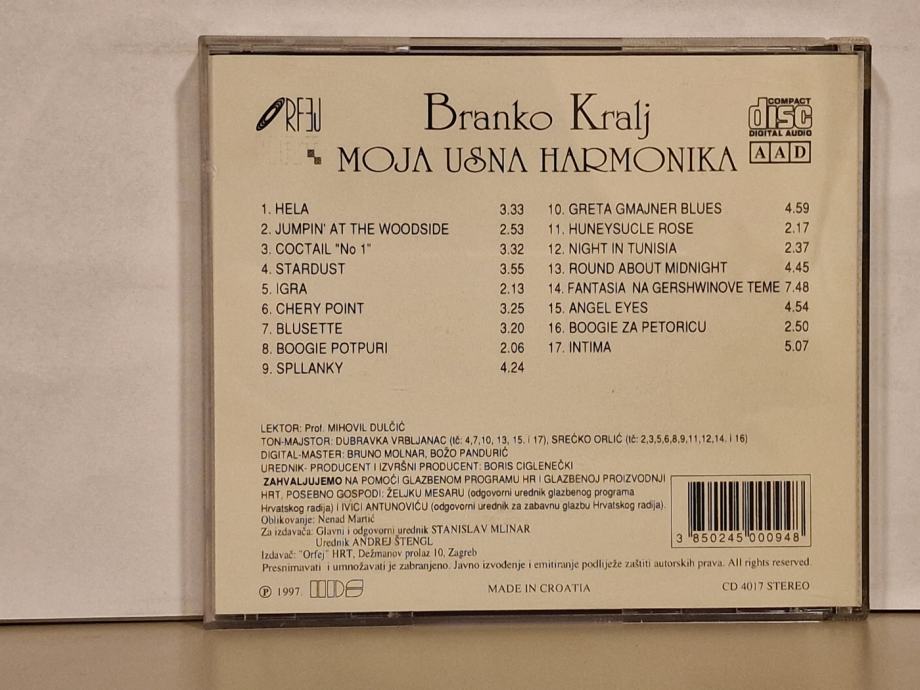 ORFEJ
Branko Kralj
MOJA USNA HARMONIKA
COMPACT
disc
DIGITAL AUDIO
A A D
1. HELA 3.33
2. JUMPIN' AT THE WOODSIDE 2.53
3. COCTAIL "No 1" 3.32
4. STARDUST 3.55
5. IGRA 2.13
6. CHERY POINT 3.25
7. BLUSETTE 3.20
8. BOOGIE POTPURI 2.06
9. SPLLANKY 4.24
10. GRETA GMAJNER BLUES 4.59
11. HUNEYSUCLE ROSE 2.17
12. NIGHT IN TUNISIA 2.37
13. ROUND ABOUT MIDNIGHT 4.45
14. FANTASIA NA GERSHWINOVE TEME 7.48
15. ANGEL EYES 4.54
16. BOOGIE ZA PETORICU 2.50
17. INTIMA 5.07
LEKTOR: Prof. MIHOVIL DULČIĆ
TON-MAJSTOR: DUBRAVKA VRBLJANAC (tč: 4,7,10, 13, 15. i 17), SREĆKO ORLIĆ (tč: 2,3,5,6,8,9,11,12,14. i 16)
DIGITAL-MASTER: BRUNO MOLNAR, BOŽO PANDURIĆ
UREDNIK- PRODUCENT I IZVRŠNI PRODUCENT: BORIS CIGLENEČKI
ZAHVALJUJEMO NA POMOĆI GLAZBENOM PROGRAMU HR I GLAZBENOJ PROIZVODNJI
HRT, POSEBNO GOSPODI: ŽELJKU MESARU (odgovorni urednik glazbenog programa
Hrvatskog radija) I IVICI ANTUNOVIĆU (odgovorni urednik za zabavnu glazbu Hrvatskog radija).
Oblikovanje: Nenad Martić
Za izdavača: Glavni i odgovorni urednik STANISLAV MLINAR
Urednik ANDREJ ŠTENGL
Izdavač: "Orfej" HRT, Dežmanov prolaz 10, Zagreb
Presnimavati i umnožavati je zabranjeno. Javno izvođenje i emitiranje podliježe zaštiti autorskih prava. All rights reserved
3 850245 000948
℗ 1997. MADE IN CROATIA CD 4017 STEREO